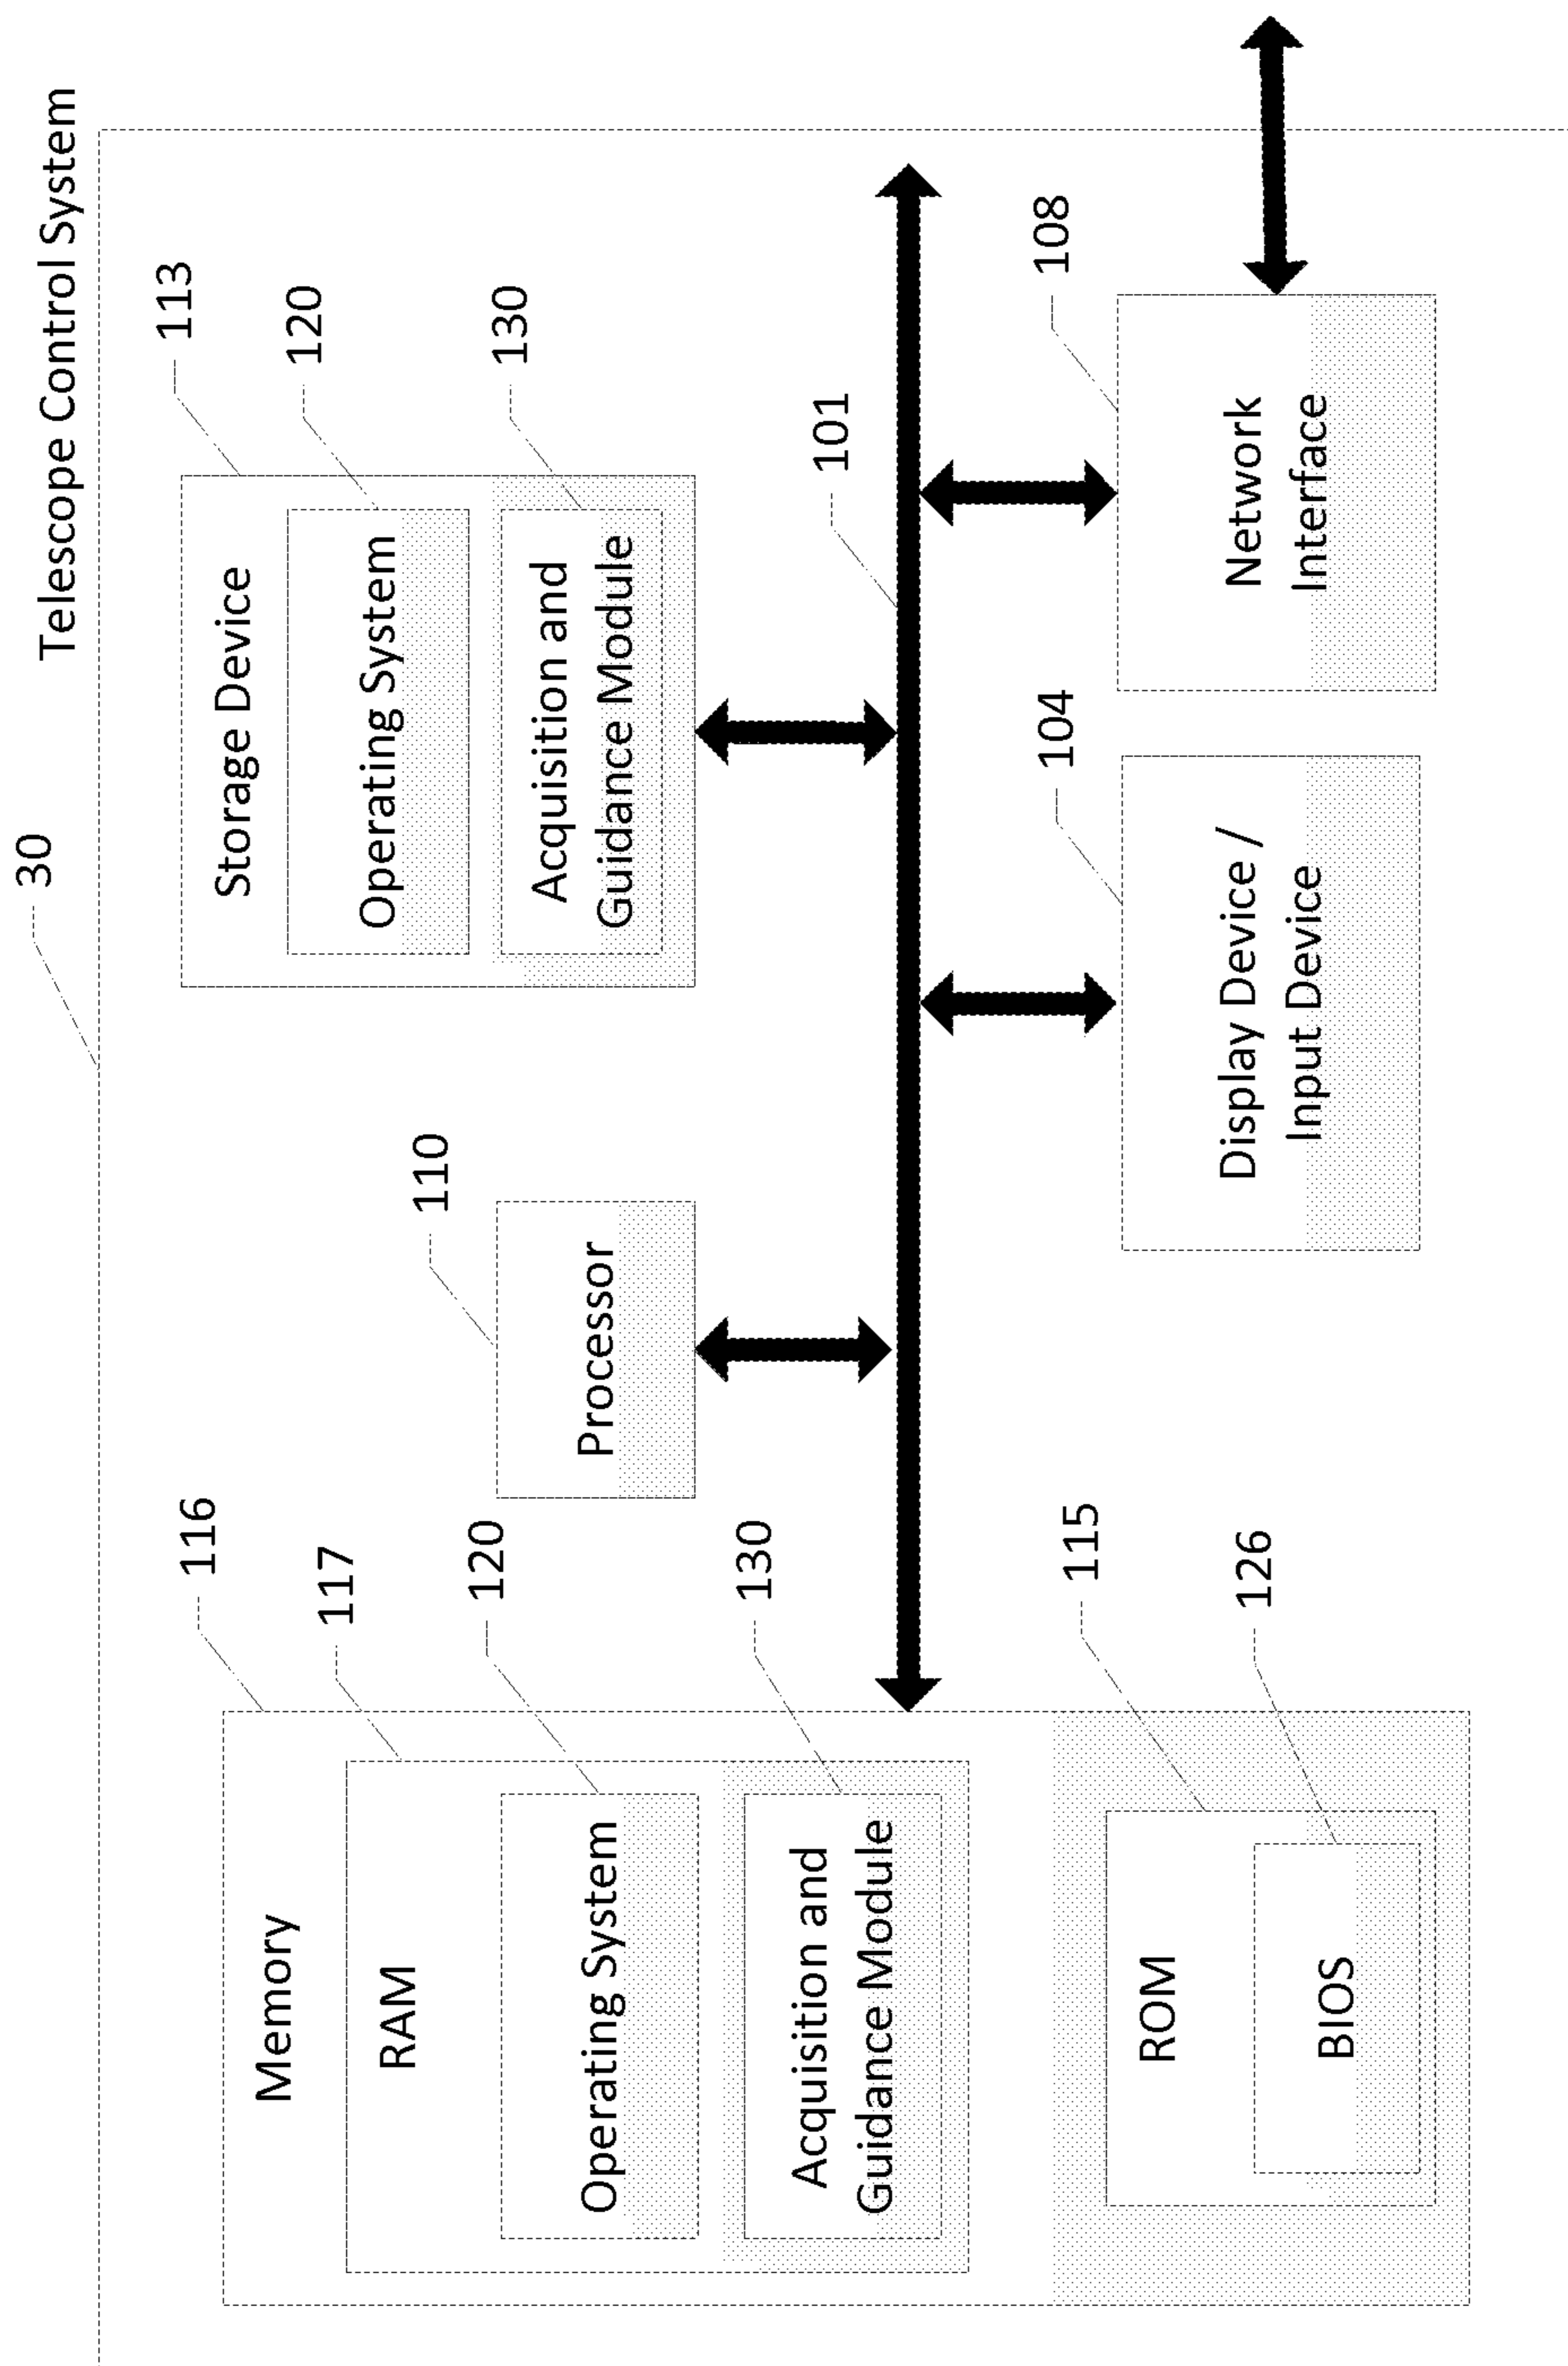 Telescope Control System
30
116
Memory
117
RAM
120
Operating System
130
Acquisition and
Guidance Module
115
ROM
126
BIOS
110
Processor
113
Storage Device
120
Operating System
130
Acquisition and
Guidance Module
101
104
Display Device /
Input Device
108
Network
Interface